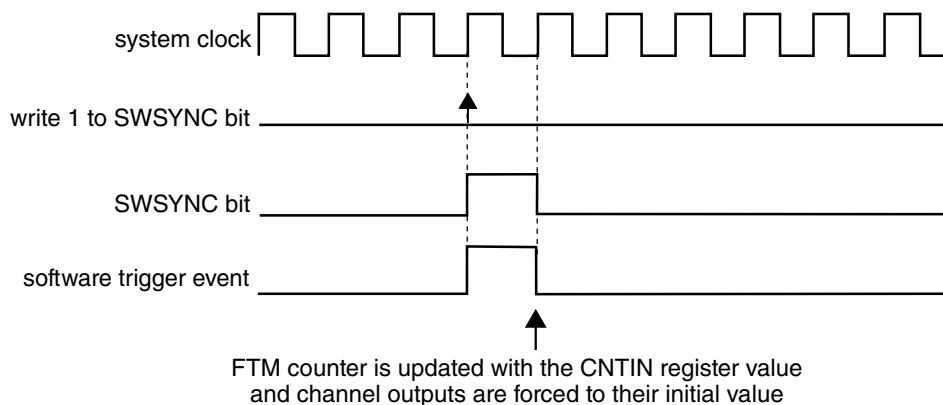 system clock
write 1 to SWSYNC bit
SWSYNC bit
software trigger event
FTM counter is updated with the CNTIN register value
and channel outputs are forced to their initial value